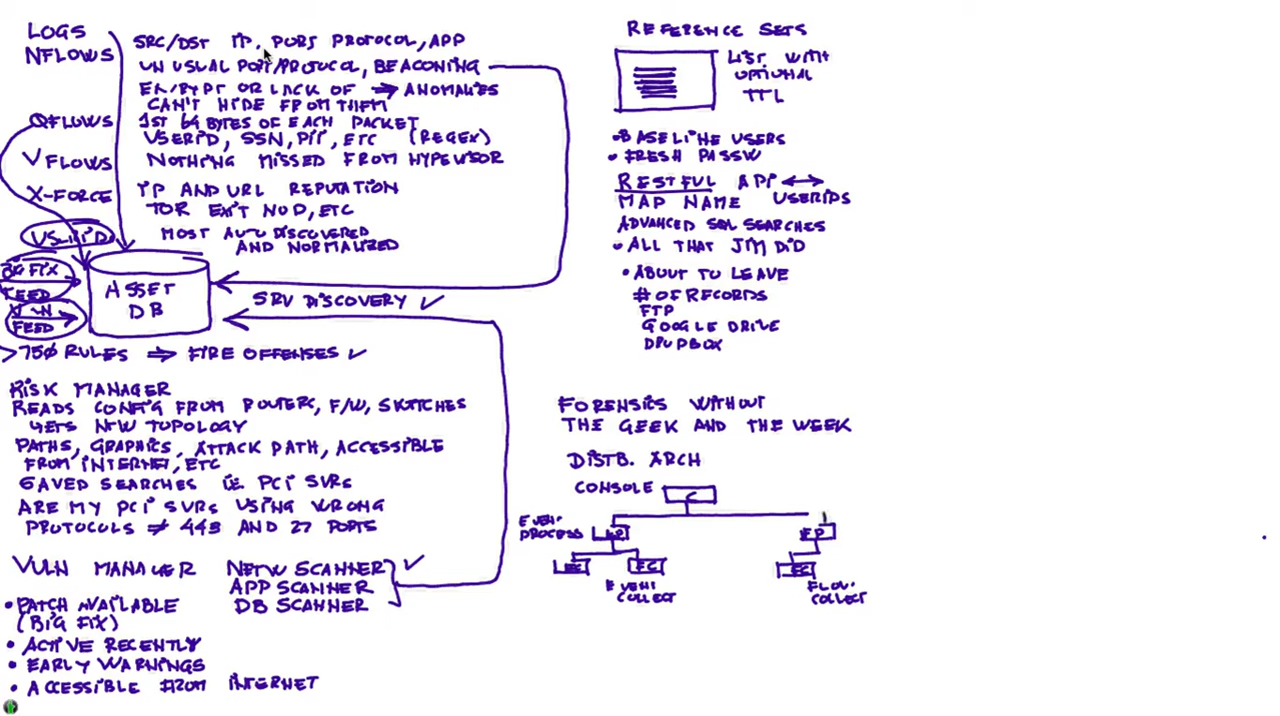 LOGS
NFLOWS
SRC/DST IP, PORT PROTOCOL, APP
UNUSUAL PORT/PROTOCOL, BEACONING
ENCRYPT OR LACK OF → ANOMALIES
CAN'T HIDE FROM THEM
QFLOWS
1ST 64 BYTES OF EACH PACKET
USERID, SSN, PII, ETC (REGEX)
VFLOWS
NOTHING MISSED FROM HYPEVISOR
X-FORCE
IP AND URL REPUTATION
TOR EXIT NOD, ETC
USERID
MOST AUTO DISCOVERED
AND NORMALIZED
BIG FIX
FEED
FEED
ASSET
DB
SRV DISCOVERY ✓
>750 RULES ⇒ FIRE OFFENSES ✓
RISK MANAGER
READS CONFIG FROM ROUTERS, F/W, SWITCHES
GETS NEW TOPOLOGY
PATHS, GRAPHICS, ATTACK PATH, ACCESSIBLE
FROM INTERNET, ETC
SAVED SEARCHES i.e. PCI SVRS
ARE MY PCI SVRS USING WRONG
PROTOCOLS ≠ 443 AND 27 PORTS
VULN MANAGER
NETW SCANNER ✓
APP SCANNER
DB SCANNER
• PATCH AVAILABLE
(BIG FIX)
• ACTIVE RECENTLY
• EARLY WARNINGS
• ACCESSIBLE FROM INTERNET
REFERENCE SETS
LIST WITH
OPTIONAL
TTL
• BASELINE USERS
• FRESH PASSW
RESTFUL API ↔
MAP NAME USERIDS
ADVANCED SQL SEARCHES
• ALL THAT JIM DID
• ABOUT TO LEAVE
# OF RECORDS
FTP
GOOGLE DRIVE
DROPBOX
FORENSICS WITHOUT
THE GEEK AND THE WEEK
DISTB. ARCH
CONSOLE C
EVENT
PROCESS EP
FP
EC EC
FC
EVENT
COLLECT
FLOW
COLLECT